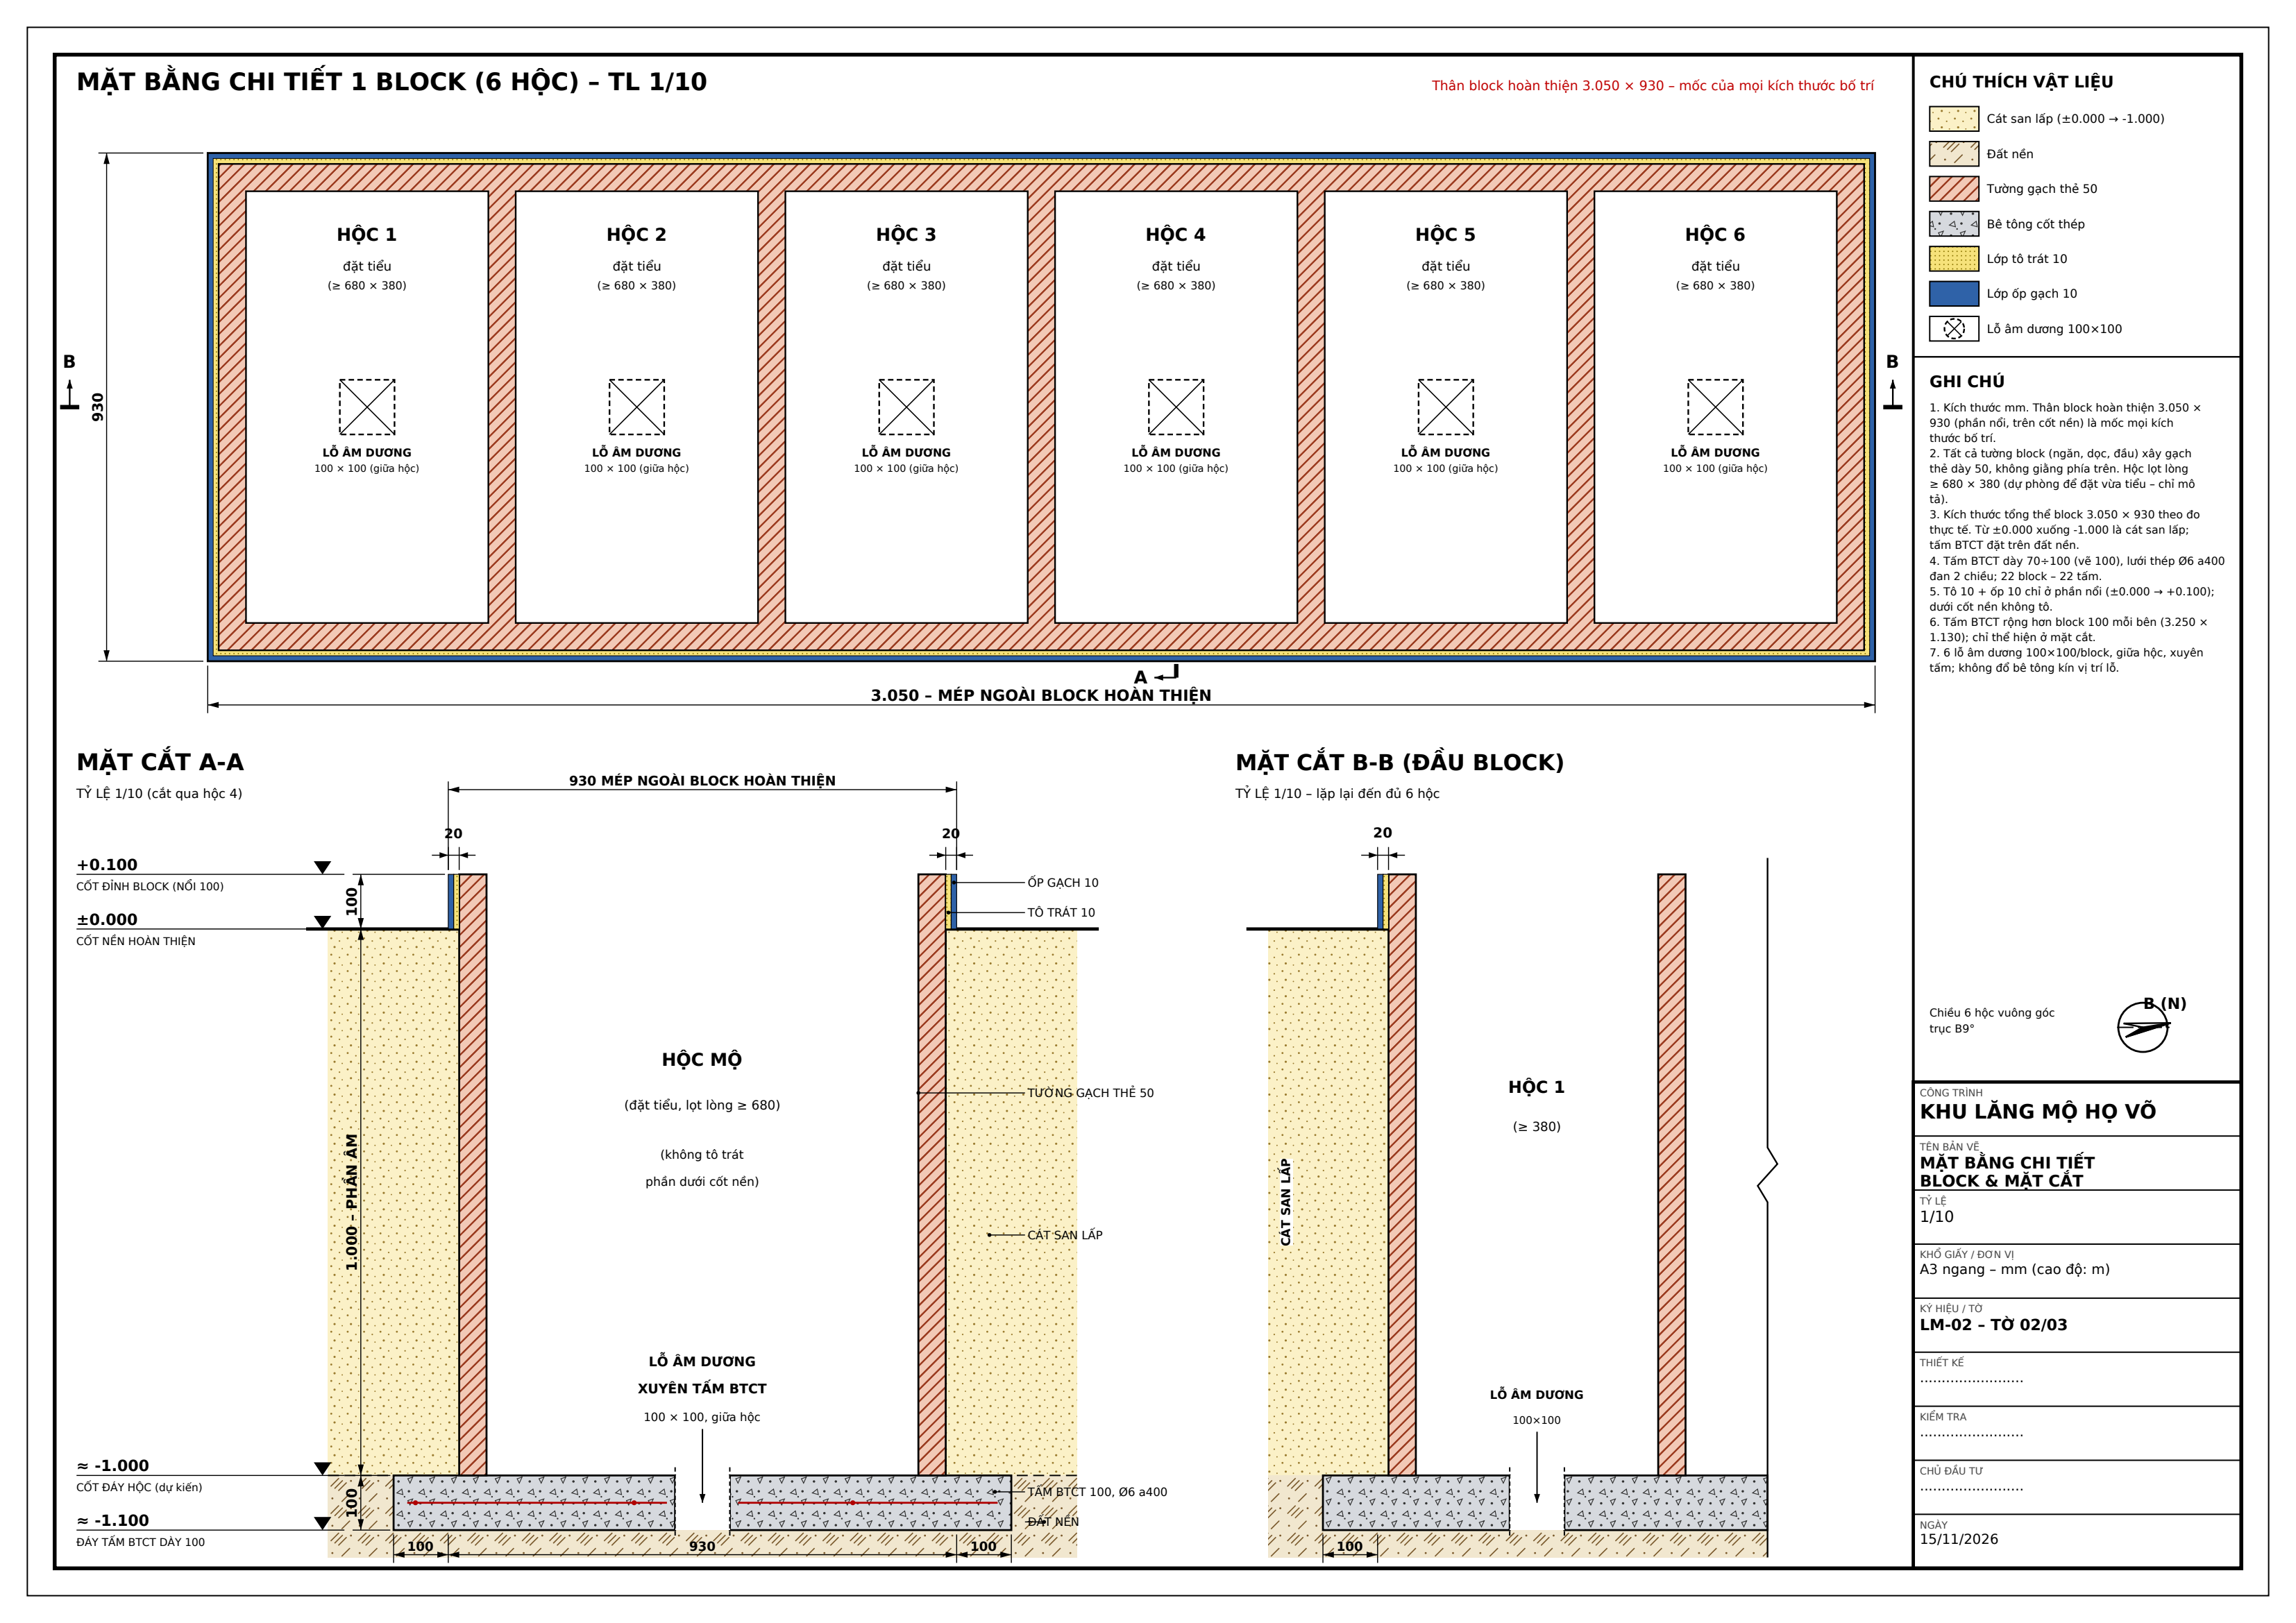 MẶT BẰNG CHI TIẾT 1 BLOCK (6 HỘC) – TL 1/10
Thân block hoàn thiện 3.050 × 930 – mốc của mọi kích thước bố trí
HỘC 1
đặt tiểu
(≥ 680 × 380)
LỖ ÂM DƯƠNG
100 × 100 (giữa hộc)
HỘC 2
đặt tiểu
(≥ 680 × 380)
LỖ ÂM DƯƠNG
100 × 100 (giữa hộc)
HỘC 3
đặt tiểu
(≥ 680 × 380)
LỖ ÂM DƯƠNG
100 × 100 (giữa hộc)
HỘC 4
đặt tiểu
(≥ 680 × 380)
LỖ ÂM DƯƠNG
100 × 100 (giữa hộc)
HỘC 5
đặt tiểu
(≥ 680 × 380)
LỖ ÂM DƯƠNG
100 × 100 (giữa hộc)
HỘC 6
đặt tiểu
(≥ 680 × 380)
LỖ ÂM DƯƠNG
100 × 100 (giữa hộc)
B
930
B
A
3.050 – MÉP NGOÀI BLOCK HOÀN THIỆN
MẶT CẮT A-A
TỶ LỆ 1/10 (cắt qua hộc 4)
930 MÉP NGOÀI BLOCK HOÀN THIỆN
20
20
+0.100
CỐT ĐỈNH BLOCK (NỔI 100)
100
±0.000
CỐT NỀN HOÀN THIỆN
ỐP GẠCH 10
TÔ TRÁT 10
HỘC MỘ
(đặt tiểu, lọt lòng ≥ 680)
(không tô trát
phần dưới cốt nền)
TƯỜNG GẠCH THẺ 50
1.000 – PHẦN ÂM
CÁT SAN LẤP
LỖ ÂM DƯƠNG
XUYÊN TẤM BTCT
100 × 100, giữa hộc
≈ -1.000
CỐT ĐÁY HỘC (dự kiến)
100
≈ -1.100
ĐÁY TẤM BTCT DÀY 100
TẤM BTCT 100, Ø6 a400
ĐẤT NỀN
100
930
100
MẶT CẮT B-B (ĐẦU BLOCK)
TỶ LỆ 1/10 – lặp lại đến đủ 6 hộc
20
HỘC 1
(≥ 380)
CÁT SAN LẤP
LỖ ÂM DƯƠNG
100×100
100
CHÚ THÍCH VẬT LIỆU
Cát san lấp (±0.000 → -1.000)
Đất nền
Tường gạch thẻ 50
Bê tông cốt thép
Lớp tô trát 10
Lớp ốp gạch 10
Lỗ âm dương 100×100
GHI CHÚ
1. Kích thước mm. Thân block hoàn thiện 3.050 ×
930 (phần nổi, trên cốt nền) là mốc mọi kích
thước bố trí.
2. Tất cả tường block (ngăn, dọc, đầu) xây gạch
thẻ dày 50, không giằng phía trên. Hộc lọt lòng
≥ 680 × 380 (dự phòng để đặt vừa tiểu – chỉ mô
tả).
3. Kích thước tổng thể block 3.050 × 930 theo đo
thực tế. Từ ±0.000 xuống -1.000 là cát san lấp;
tấm BTCT đặt trên đất nền.
4. Tấm BTCT dày 70÷100 (vẽ 100), lưới thép Ø6 a400
đan 2 chiều; 22 block – 22 tấm.
5. Tô 10 + ốp 10 chỉ ở phần nổi (±0.000 → +0.100);
dưới cốt nền không tô.
6. Tấm BTCT rộng hơn block 100 mỗi bên (3.250 ×
1.130); chỉ thể hiện ở mặt cắt.
7. 6 lỗ âm dương 100×100/block, giữa hộc, xuyên
tấm; không đổ bê tông kín vị trí lỗ.
Chiều 6 hộc vuông góc
trục B9°
B (N)
CÔNG TRÌNH
KHU LĂNG MỘ HỌ VÕ
TÊN BẢN VẼ
MẶT BẰNG CHI TIẾT
BLOCK & MẶT CẮT
TỶ LỆ
1/10
KHỔ GIẤY / ĐƠN VỊ
A3 ngang – mm (cao độ: m)
KÝ HIỆU / TỜ
LM-02 – TỜ 02/03
THIẾT KẾ
........................
KIỂM TRA
........................
CHỦ ĐẦU TƯ
........................
NGÀY
15/11/2026